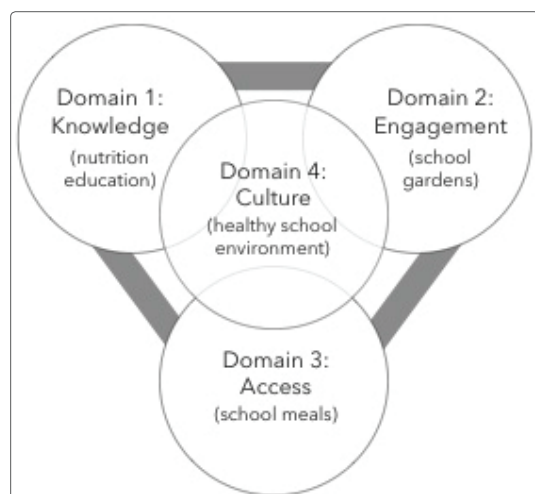 Domain 1:
Knowledge
(nutrition
education)
Domain 2:
Engagement
(school
gardens)
Domain 4:
Culture
(healthy school
environment)
Domain 3:
Access
(school meals)